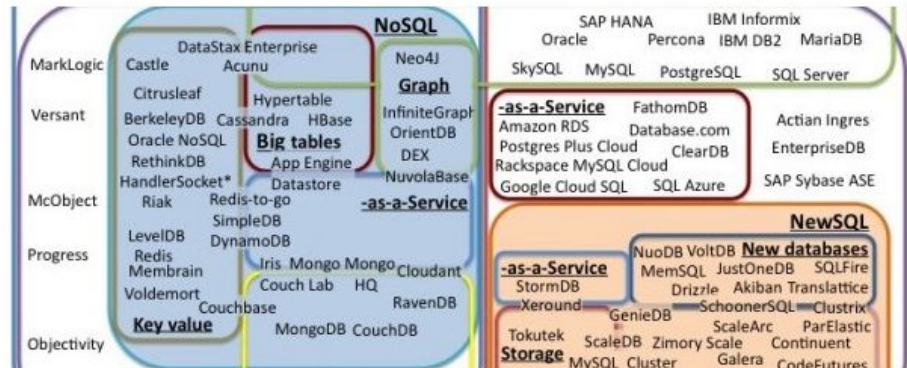 NoSQL
DataStax Enterprise
Castle
Acunu
Neo4J
MarkLogic
Graph
Citrusleaf
Hypertable
InfiniteGraph
Versant
BerkeleyDB
Cassandra
HBase
OrientDB
Oracle NoSQL
Big tables
DEX
RethinkDB
App Engine
HandlerSocket*
Datastore
NuvolaBase
McObject
Riak
Redis-to-go
-as-a-Service
SimpleDB
LevelDB
DynamoDB
Progress
Redis
Membrain
Iris Mongo Mongo Cloudant
Couch Lab HQ
Voldemort
Couchbase
RavenDB
Key value
MongoDB CouchDB
Objectivity
SAP HANA IBM Informix
Oracle Percona IBM DB2 MariaDB
SkySQL MySQL PostgreSQL SQL Server
-as-a-Service FathomDB
Amazon RDS Database.com
Postgres Plus Cloud ClearDB
Rackspace MySQL Cloud
Google Cloud SQL SQL Azure
Actian Ingres
EnterpriseDB
SAP Sybase ASE
NewSQL
NuoDB VoltDB New databases
-as-a-Service
MemSQL JustOneDB SQLFire
StormDB
Drizzle Akiban Translattice
Xeround
SchoonerSQL Clustrix
GenieDB
ScaleArc ParElastic
Tokutek
ScaleDB Zimory Scale Continuent
Storage
MySQL Cluster Galera CodeFutures